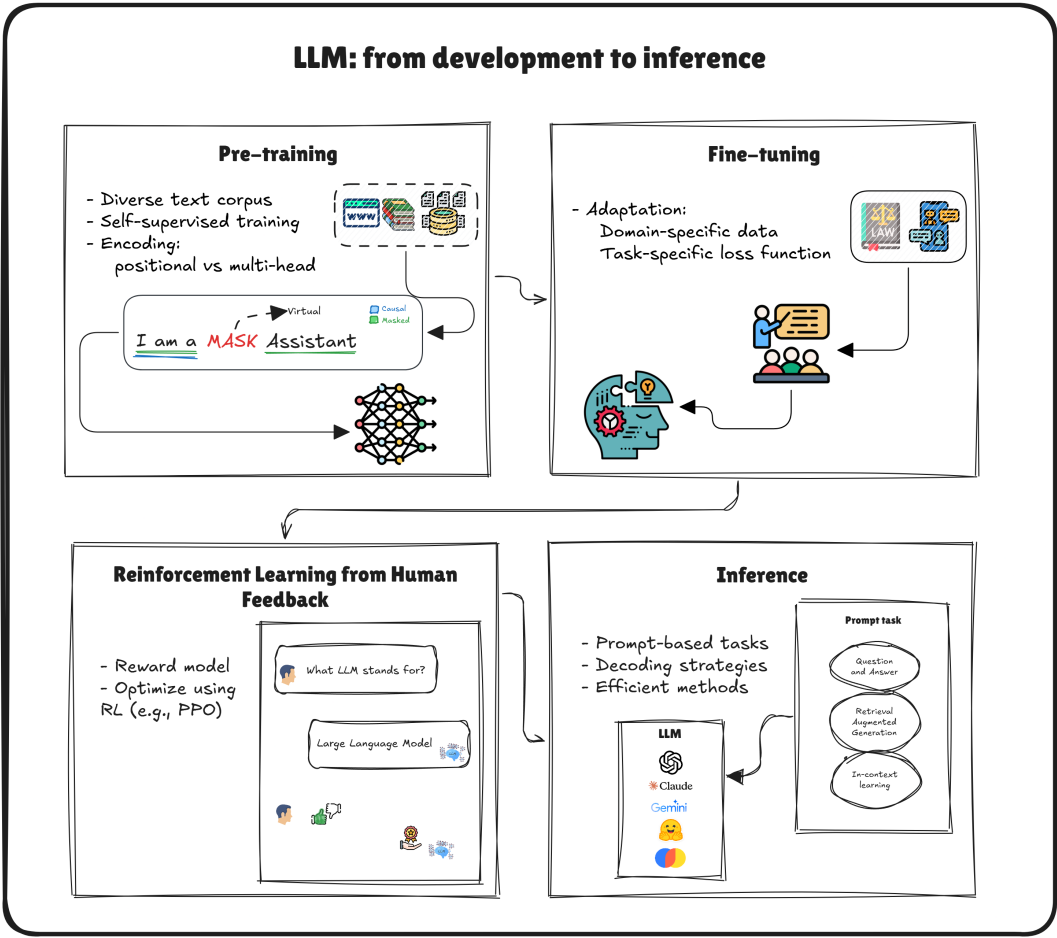 LLM: from development to inference
Pre-training
- Diverse text corpus
- Self-supervised training
- Encoding:
positional vs multi-head
WWW
Virtual
Causal
Masked
I am a MASK Assistant
Fine-tuning
- Adaptation:
Domain-specific data
Task-specific loss function
LAW
Reinforcement Learning from Human
Feedback
- Reward model
- Optimize using
RL (e.g., PPO)
What LLM stands for?
Large Language Model
Inference
- Prompt-based tasks
- Decoding strategies
- Efficient methods
LLM
Claude
Gemini
Prompt task
Question
and Answer
Retrieval
Augmented
Generation
In-context
learning